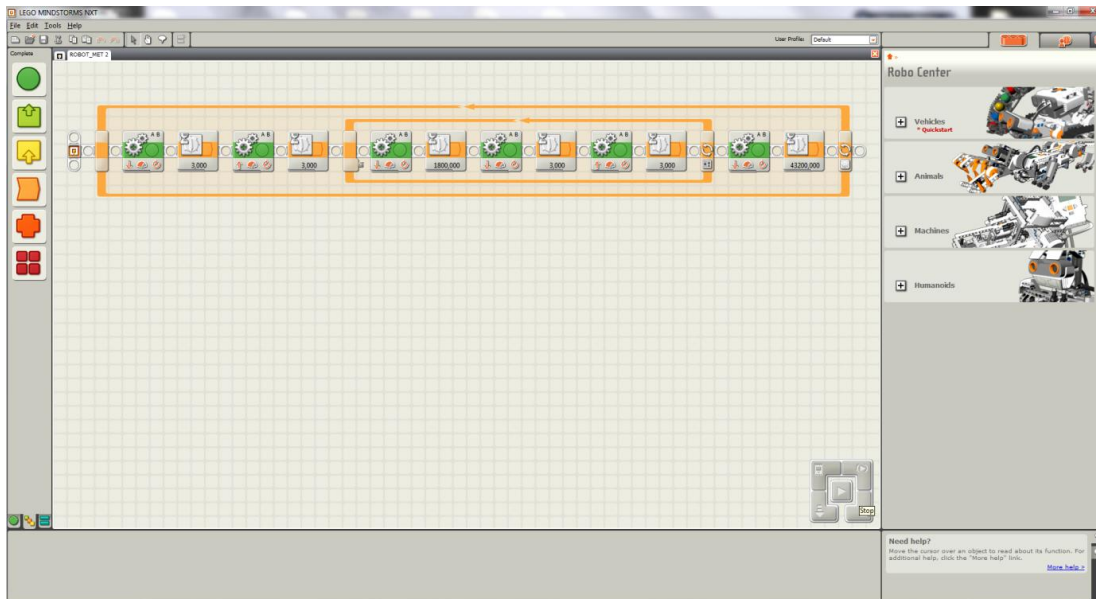 LEGO MINDSTORMS NXT
File Edit Tools Help
User Profile: Default
Complete
ROBOT_MET 2
Robo Center
Vehicles
* Quickstart
Animals
Machines
Humanoids
A B
A B
A B
A B
A B
A B
3,000
3,000
1800,000
3,000
3,000
43200,000
Stop
Need help?
Move the cursor over an object to read about its function. For
additional help, click the "More help" link.
More help »